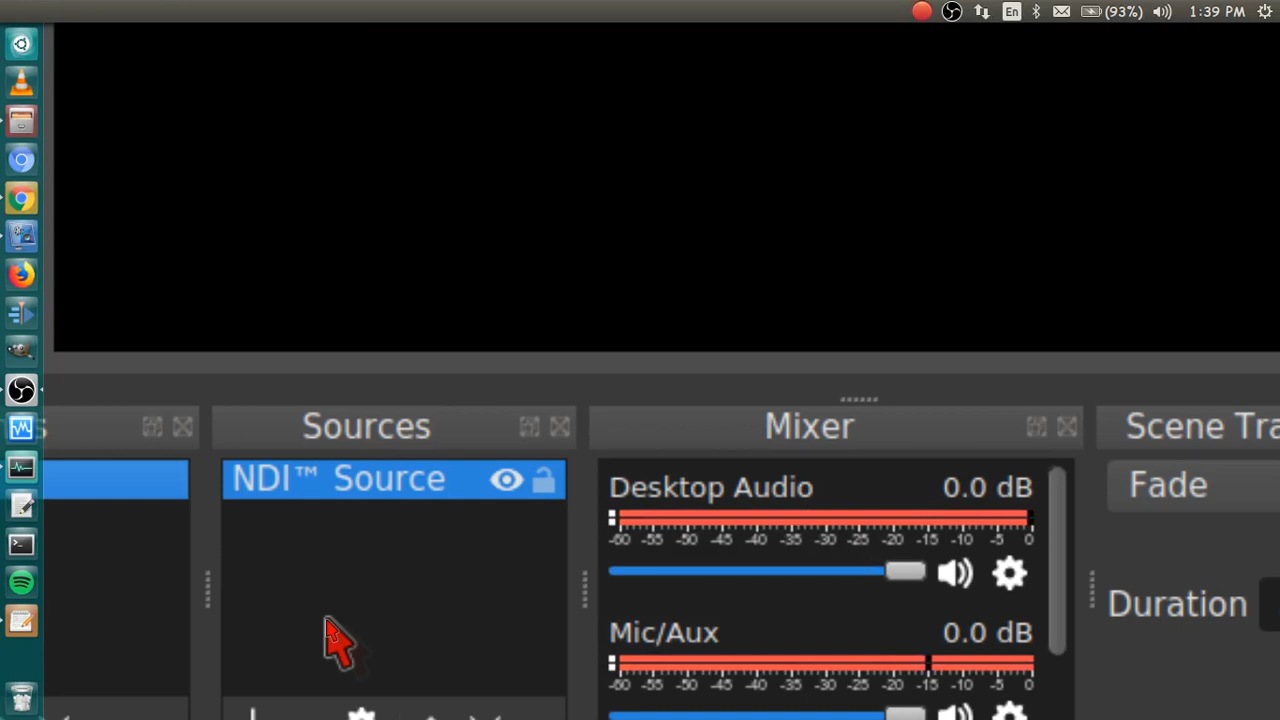 En (93%) 1:39 PM
s Sources Mixer Scene Tra
NDI™ Source
Desktop Audio 0.0 dB
Fade
-60 -55 -50 -45 -40 -35 -30 -25 -20 -15 -10 -5 0
Duration
Mic/Aux 0.0 dB
-60 -55 -50 -45 -40 -35 -30 -25 -20 -15 -10 -5 0